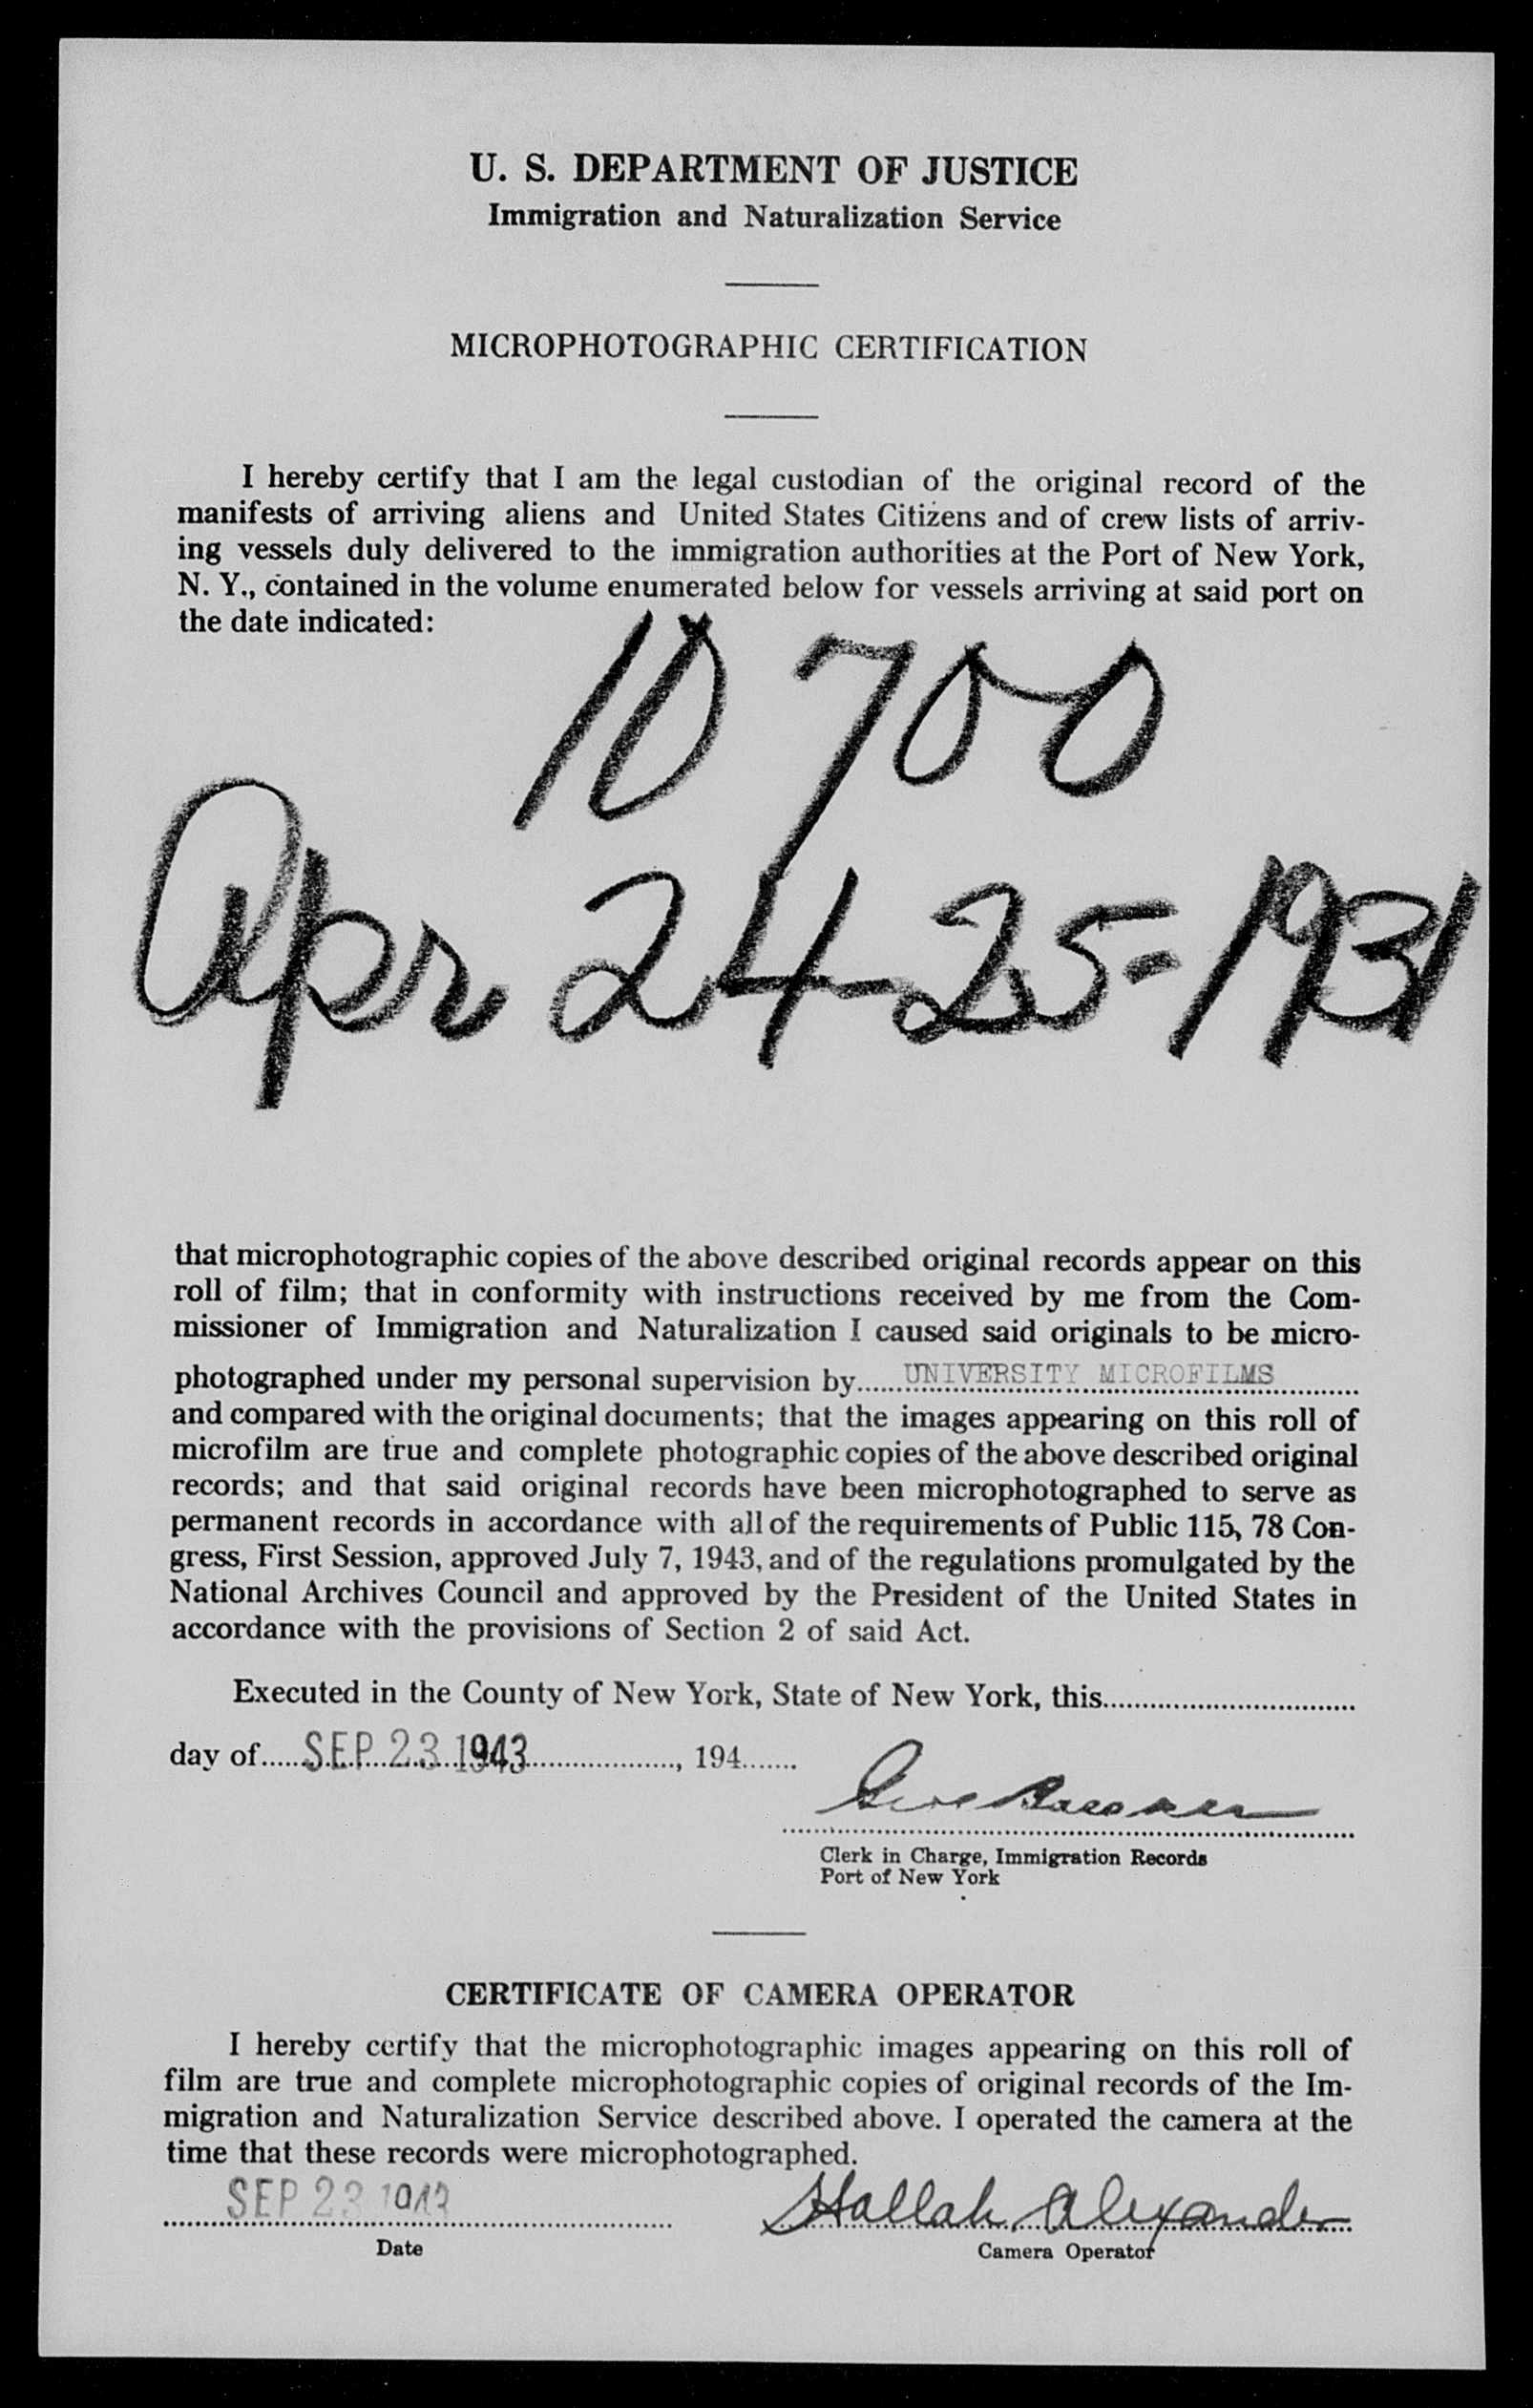 U. S. DEPARTMENT OF JUSTICE
Immigration and Naturalization Service
MICROPHOTOGRAPHIC CERTIFICATION
I hereby certify that I am the legal custodian of the original record of the
manifests of arriving aliens and United States Citizens and of crew lists of arriv-
ing vessels duly delivered to the immigration authorities at the Port of New York,
N. Y., contained in the volume enumerated below for vessels arriving at said port on
the date indicated:
10700
Apr 24-25-1931
that microphotographic copies of the above described original records appear on this
roll of film; that in conformity with instructions received by me from the Com-
missioner of Immigration and Naturalization I caused said originals to be micro-
photographed under my personal supervision by......UNIVERSITY MICROFILMS......
and compared with the original documents; that the images appearing on this roll of
microfilm are true and complete photographic copies of the above described original
records; and that said original records have been microphotographed to serve as
permanent records in accordance with all of the requirements of Public 115, 78 Con-
gress, First Session, approved July 7, 1943, and of the regulations promulgated by the
National Archives Council and approved by the President of the United States in
accordance with the provisions of Section 2 of said Act.
Executed in the County of New York, State of New York, this......
day of......SEP 23 1943......, 194......
Clerk in Charge, Immigration Records
Port of New York
CERTIFICATE OF CAMERA OPERATOR
I hereby certify that the microphotographic images appearing on this roll of
film are true and complete microphotographic copies of original records of the Im-
migration and Naturalization Service described above. I operated the camera at the
time that these records were microphotographed.
SEP 23 1943 Hallah Alexander
Date Camera Operator